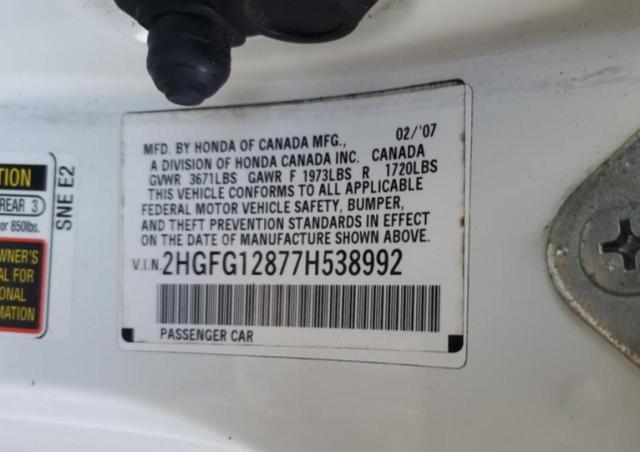 MFD. BY HONDA OF CANADA MFG., 02/'07
A DIVISION OF HONDA CANADA INC. CANADA
GVWR 3671LBS GAWR F 1973LBS R 1720LBS
THIS VEHICLE CONFORMS TO ALL APPLICABLE
FEDERAL MOTOR VEHICLE SAFETY, BUMPER,
AND THEFT PREVENTION STANDARDS IN EFFECT
ON THE DATE OF MANUFACTURE SHOWN ABOVE.
V.I.N. 2HGFG12877H538992
PASSENGER CAR
SNE E2
TION
REAR 3
or 850lbs.
WNER'S
AL FOR
ONAL
MATION